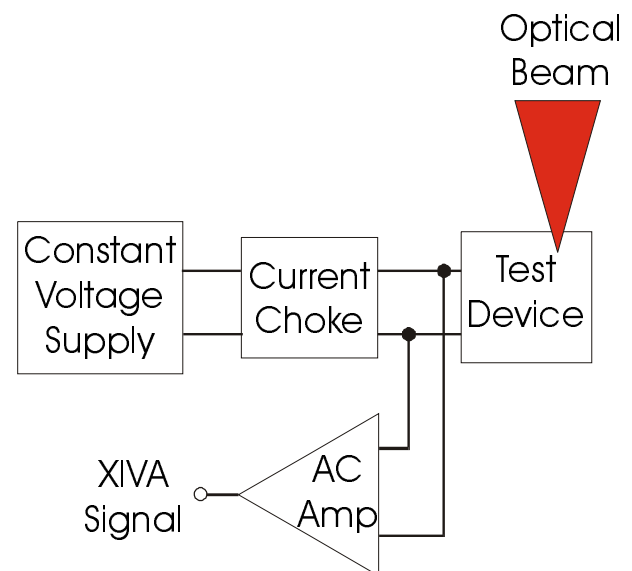 Optical
Beam
Constant
Voltage
Supply
Current
Choke
Test
Device
XIVA
Signal
AC
Amp